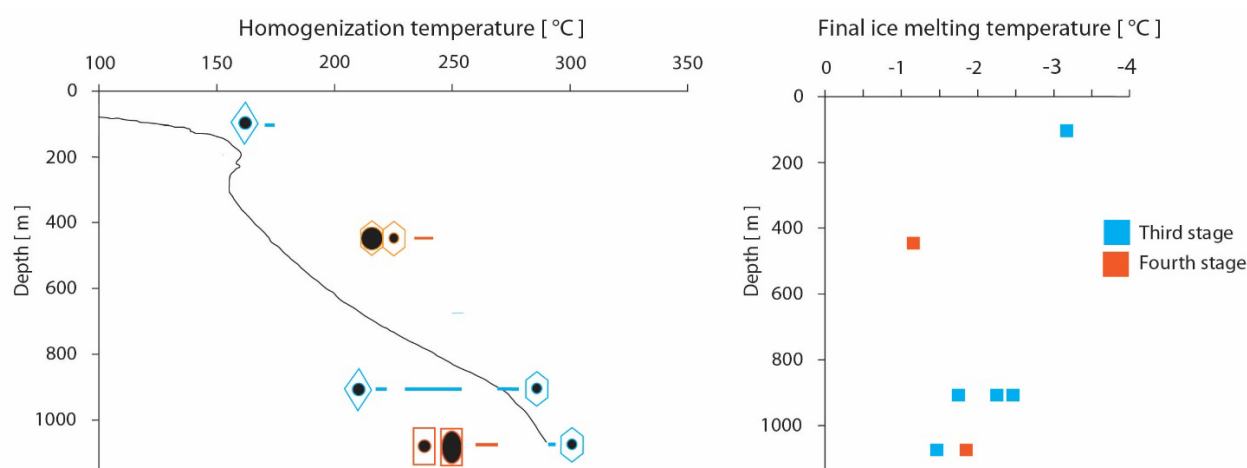 Homogenization temperature [ °C]
100 150 200 250 300 350
0
200
400
600
800
1000
Depth [ m ]
Final ice melting temperature [ °C ]
0 -1 -2 -3 -4
0
200
400
600
800
1000
Depth [ m ]
Third stage
Fourth stage